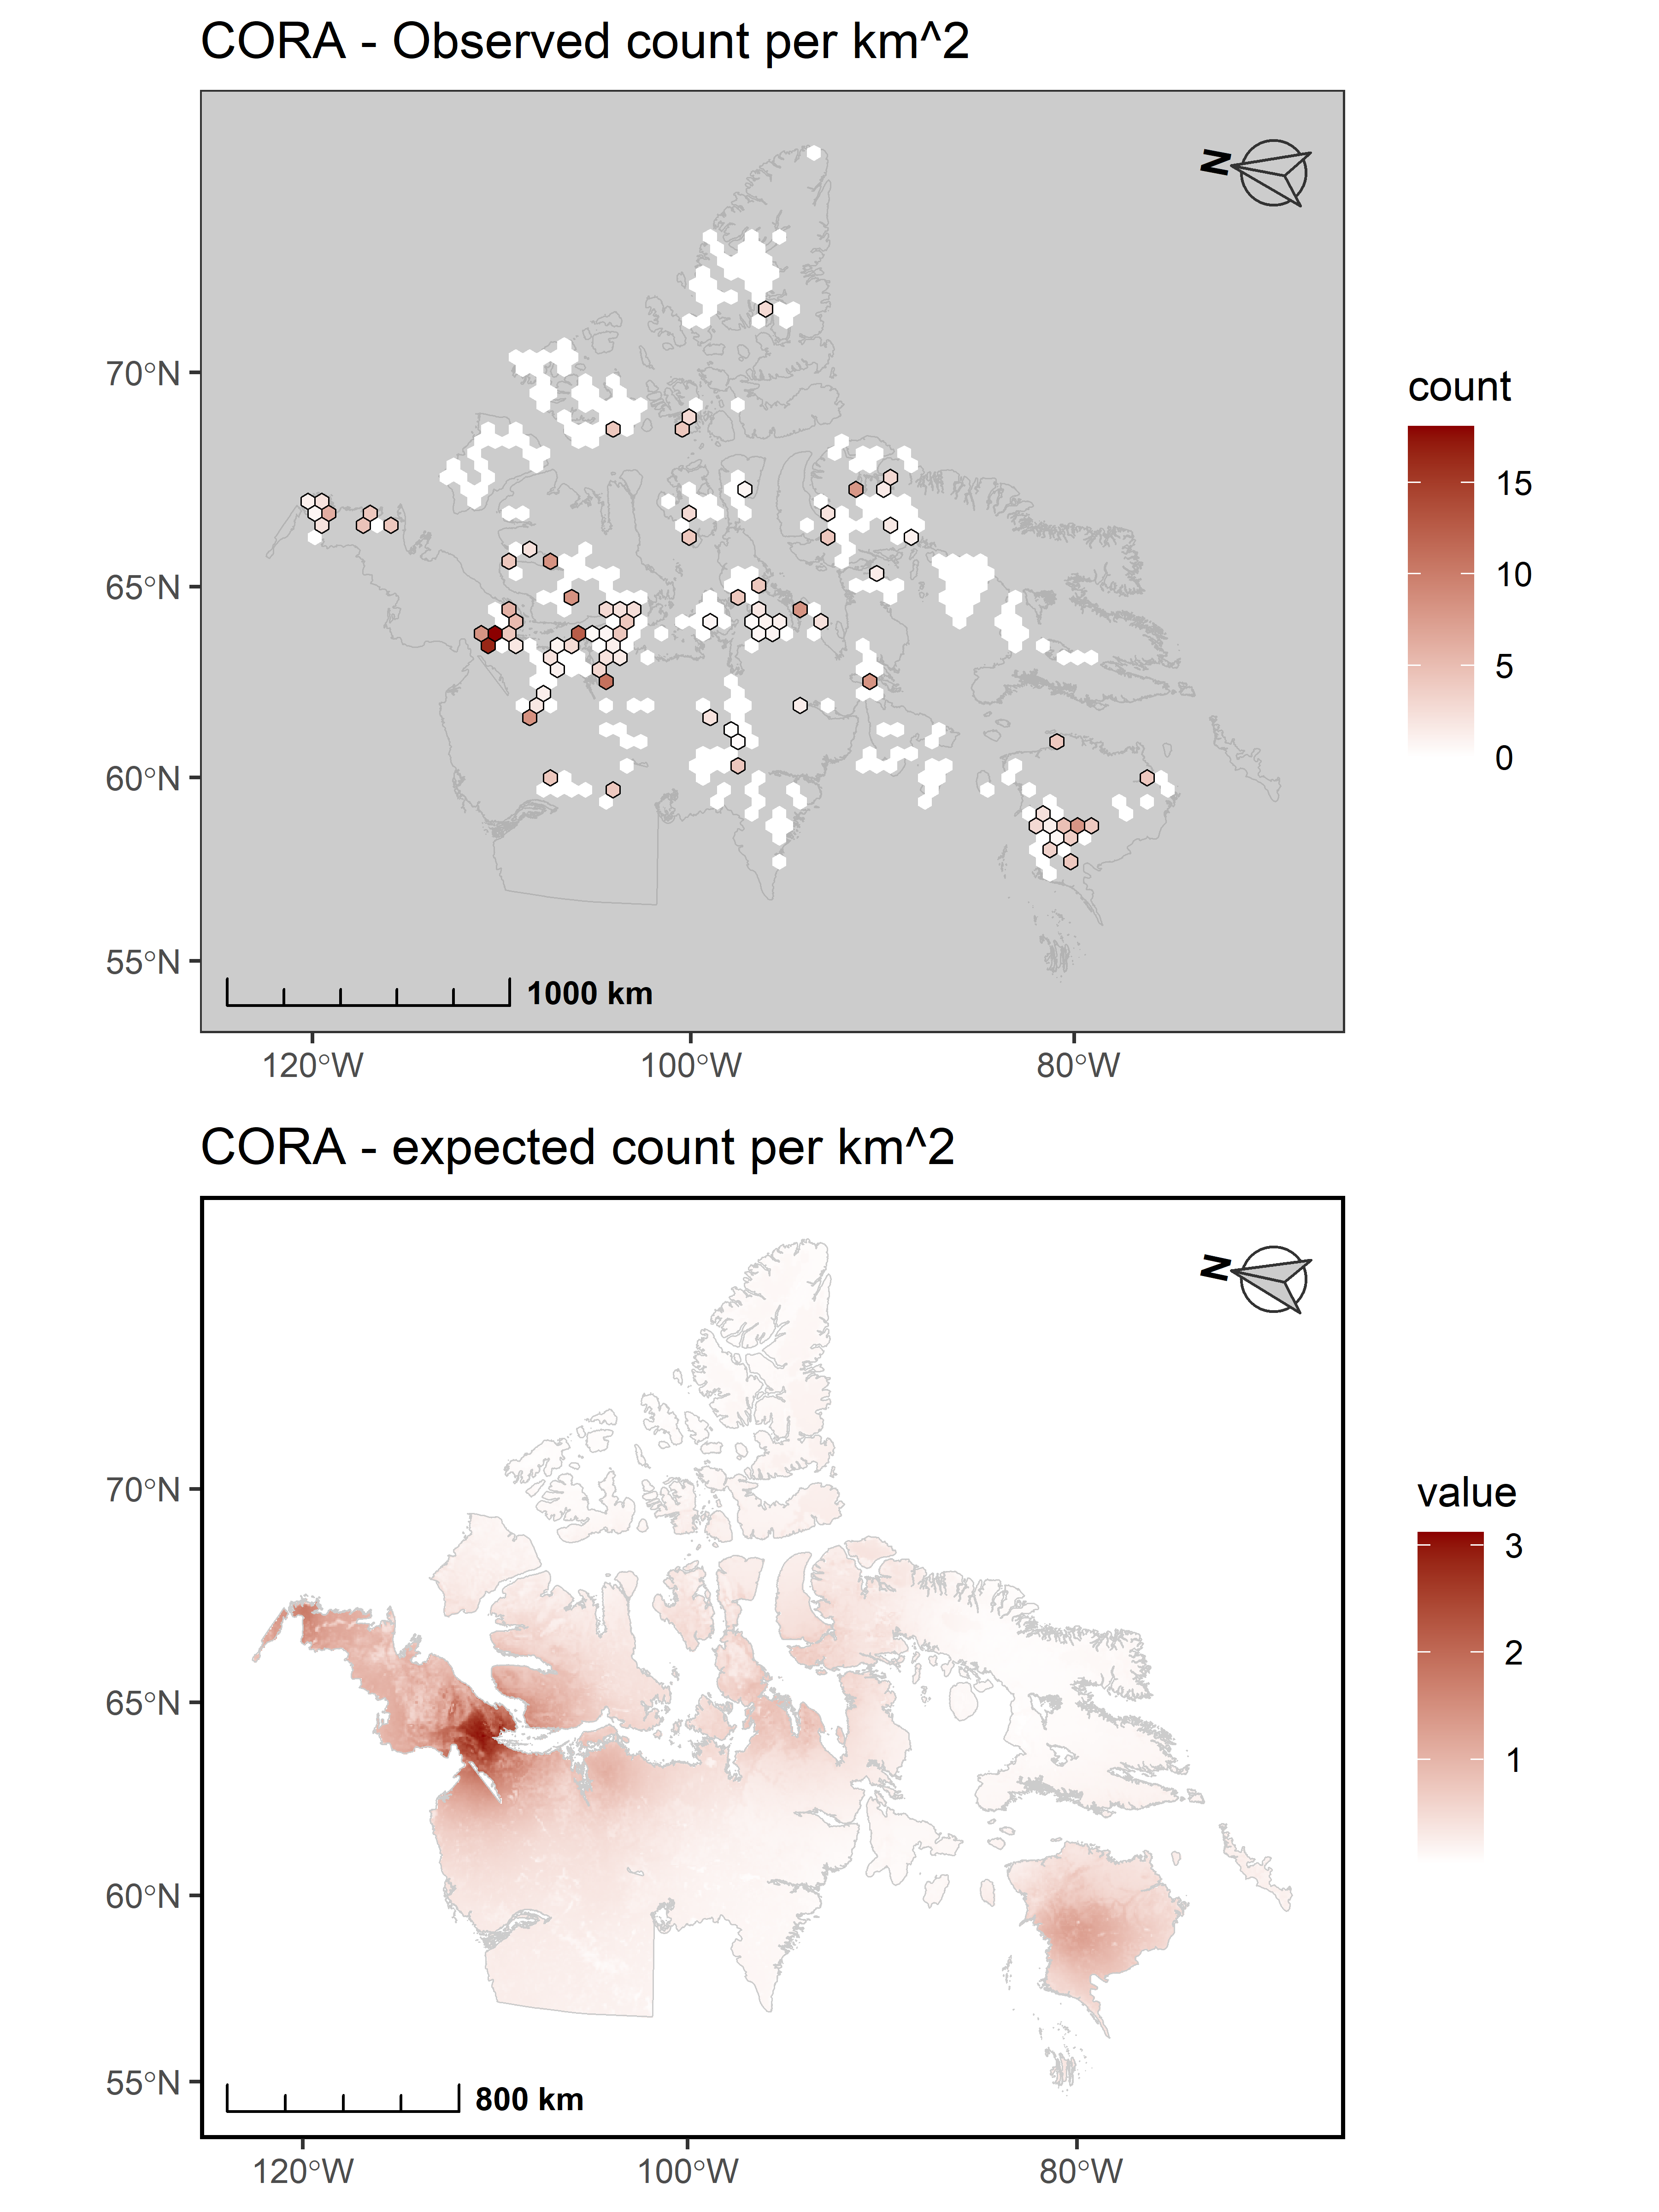 CORA - Observed count per km^2
N
70°N
65°N
60°N
55°N
1000 km
120°W
100°W
80°W
count
15
10
5
0
CORA - expected count per km^2
N
70°N
65°N
60°N
55°N
800 km
120°W
100°W
80°W
value
3
2
1